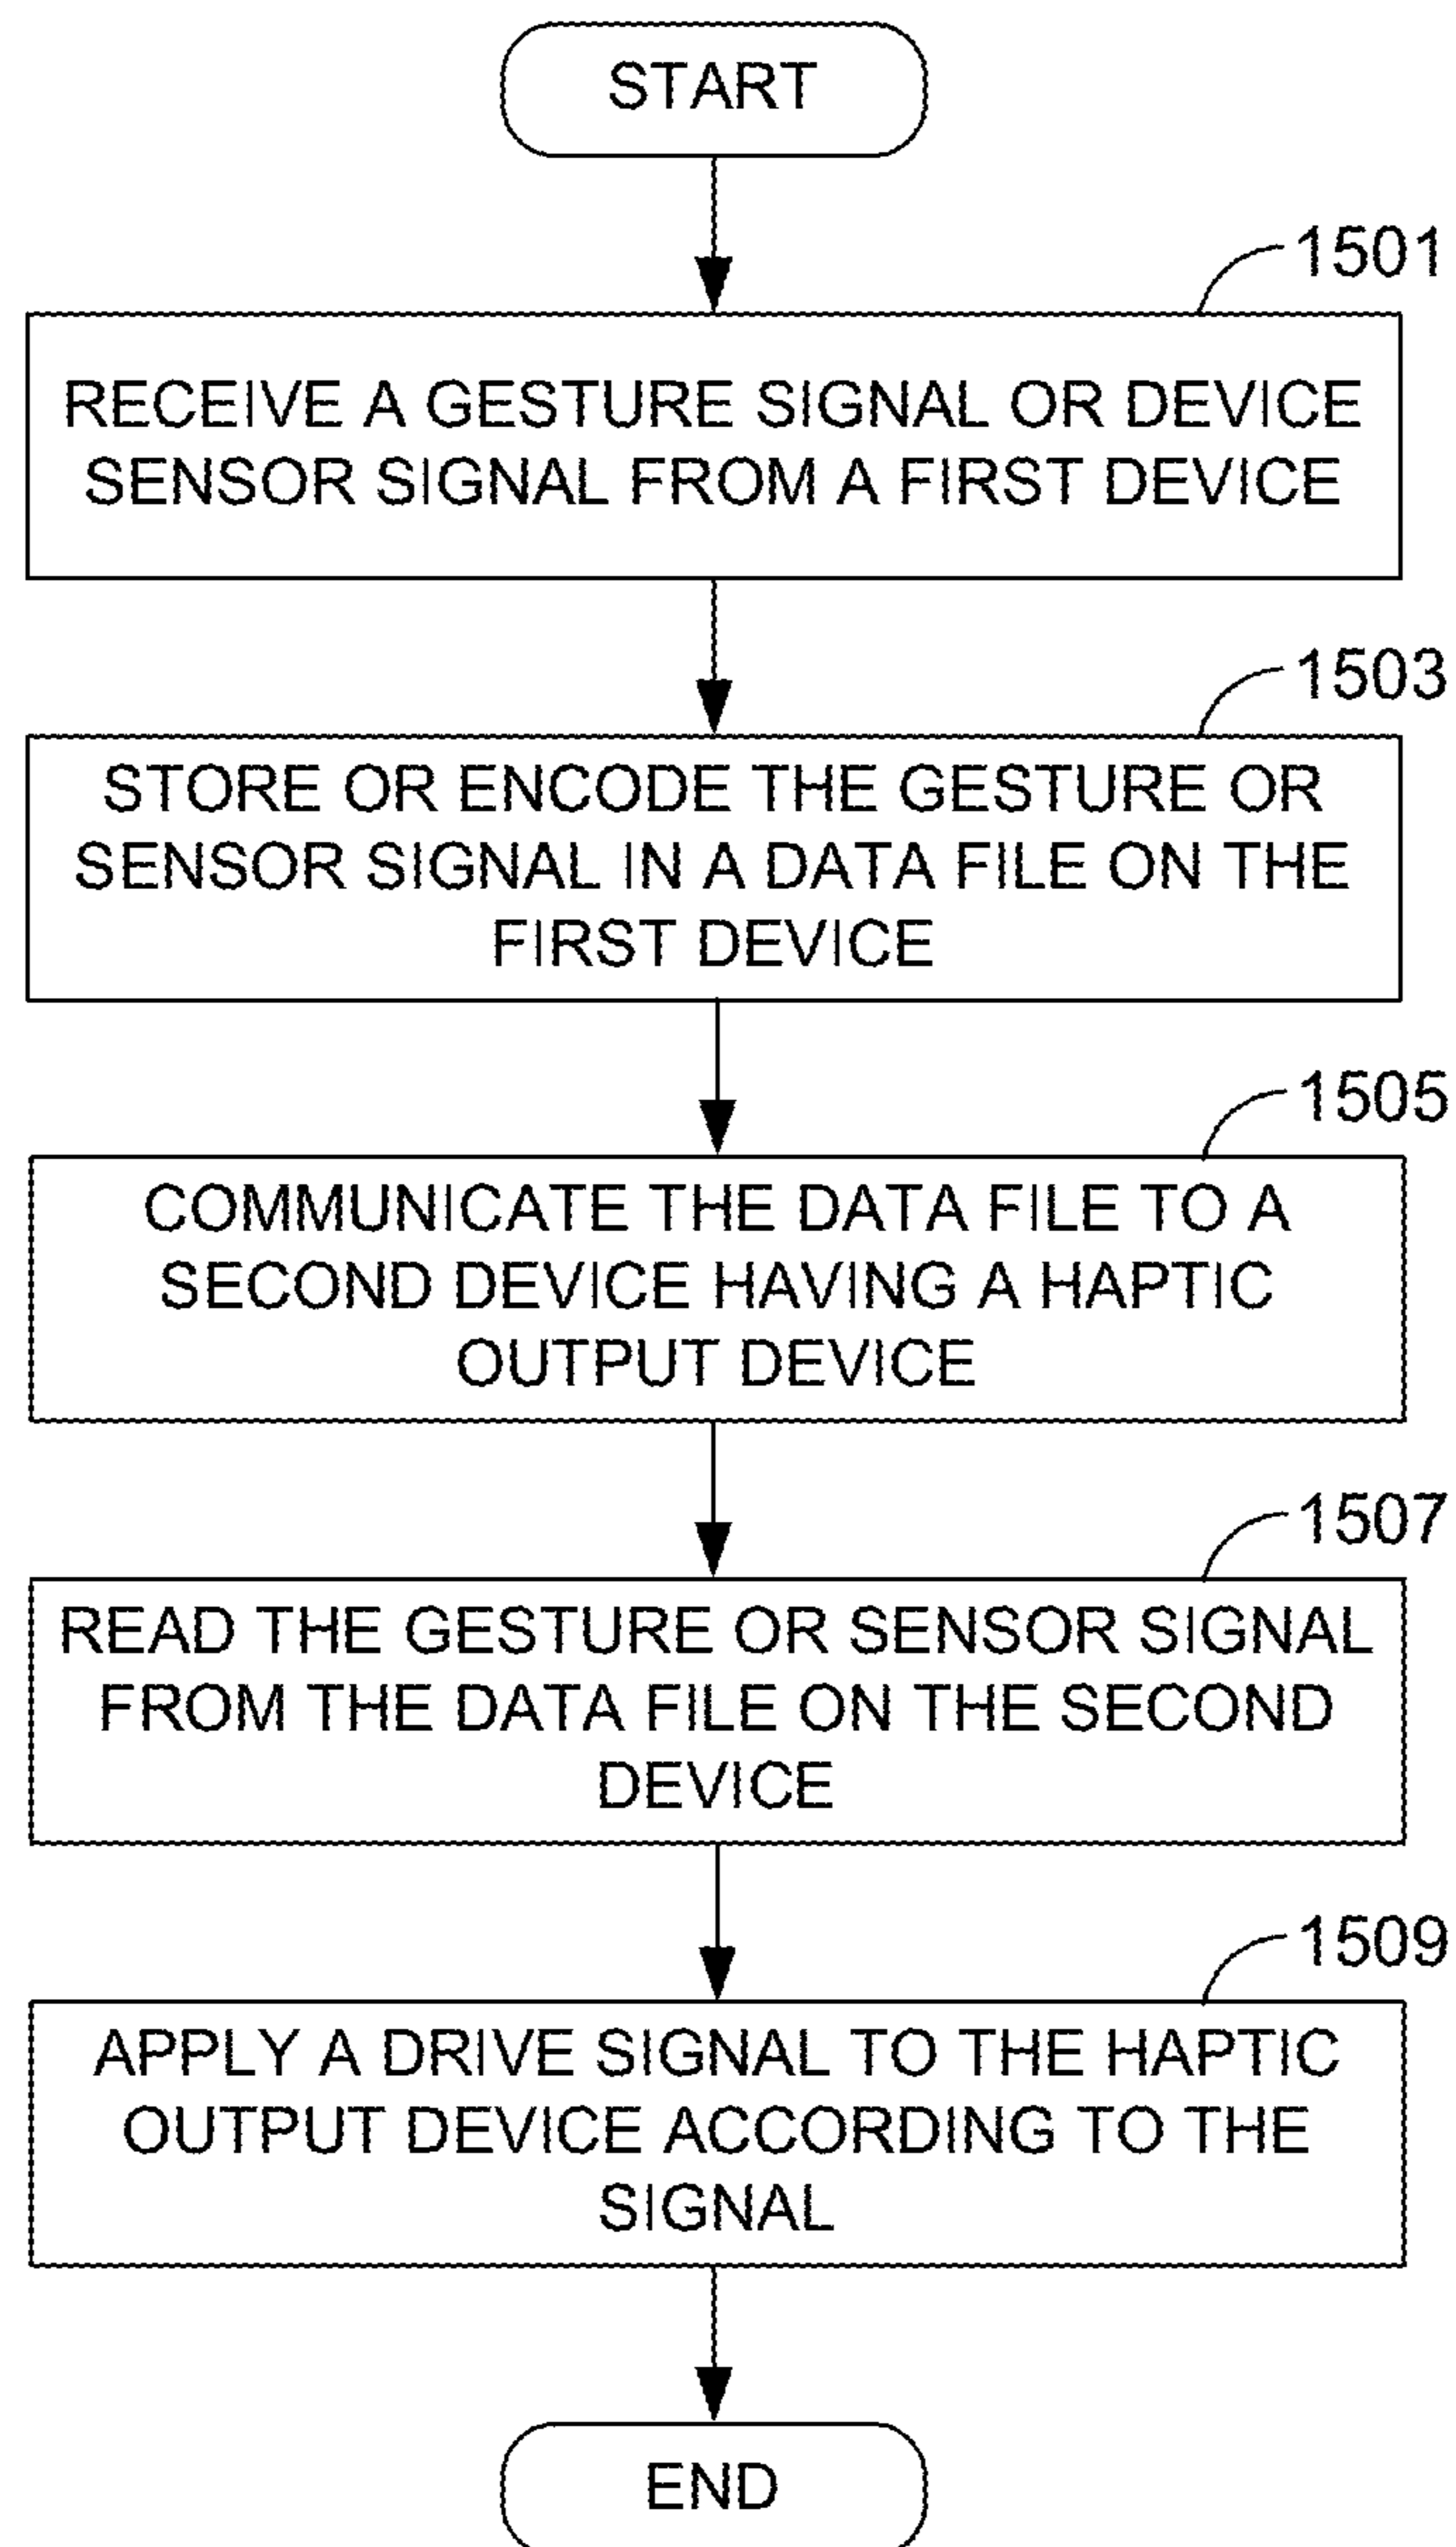 START
1501
RECEIVE A GESTURE SIGNAL OR DEVICE
SENSOR SIGNAL FROM A FIRST DEVICE
1503
STORE OR ENCODE THE GESTURE OR
SENSOR SIGNAL IN A DATA FILE ON THE
FIRST DEVICE
1505
COMMUNICATE THE DATA FILE TO A
SECOND DEVICE HAVING A HAPTIC
OUTPUT DEVICE
1507
READ THE GESTURE OR SENSOR SIGNAL
FROM THE DATA FILE ON THE SECOND
DEVICE
1509
APPLY A DRIVE SIGNAL TO THE HAPTIC
OUTPUT DEVICE ACCORDING TO THE
SIGNAL
END